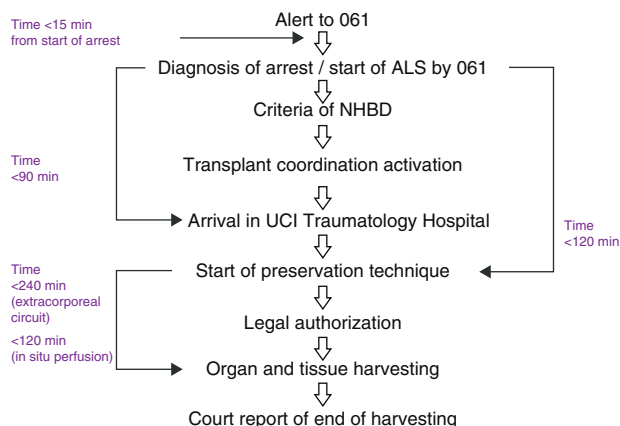 Alert to 061
Time <15 min
from start of arrest
Diagnosis of arrest / start of ALS by 061
Criteria of NHBD
Time
<90 min
Transplant coordination activation
Arrival in UCI Traumatology Hospital
Time
<120 min
Start of preservation technique
Time
<240 min
(extracorporeal
circuit)
<120 min
(in situ perfusion)
Legal authorization
Organ and tissue harvesting
Court report of end of harvesting